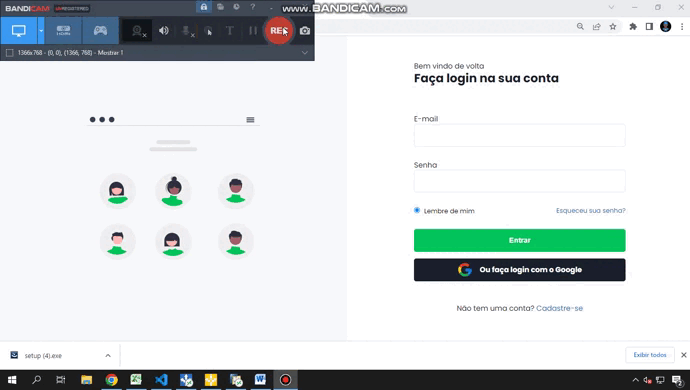 BANDICAM UNREGISTERED
www.BANDICAM.com
REC
1366x768 - (0, 0), (1366, 768) - Mostrar 1
Bem vindo de volta
Faça login na sua conta
E-mail
Senha
Lembre de mim
Esqueceu sua senha?
Entrar
Ou faça login com o Google
Não tem uma conta? Cadastre-se
setup (4).exe
Exibir todos